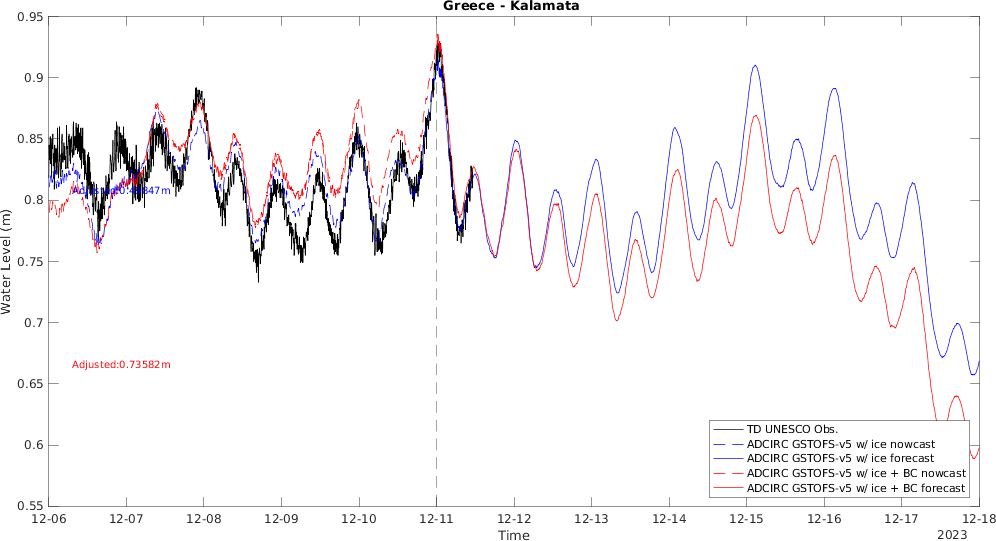 Greece - Kalamata
Water Level (m)
0.95
0.9
0.85
0.8
0.75
0.7
0.65
0.6
0.55
Adjusted:0.73582m
12-06
12-07
12-08
12-09
12-10
12-11
12-12
12-13
12-14
12-15
12-16
12-17
12-18
Time
2023
TD UNESCO Obs.
ADCIRC GSTOFS-v5 w/ ice nowcast
ADCIRC GSTOFS-v5 w/ ice forecast
ADCIRC GSTOFS-v5 w/ ice + BC nowcast
ADCIRC GSTOFS-v5 w/ ice + BC forecast